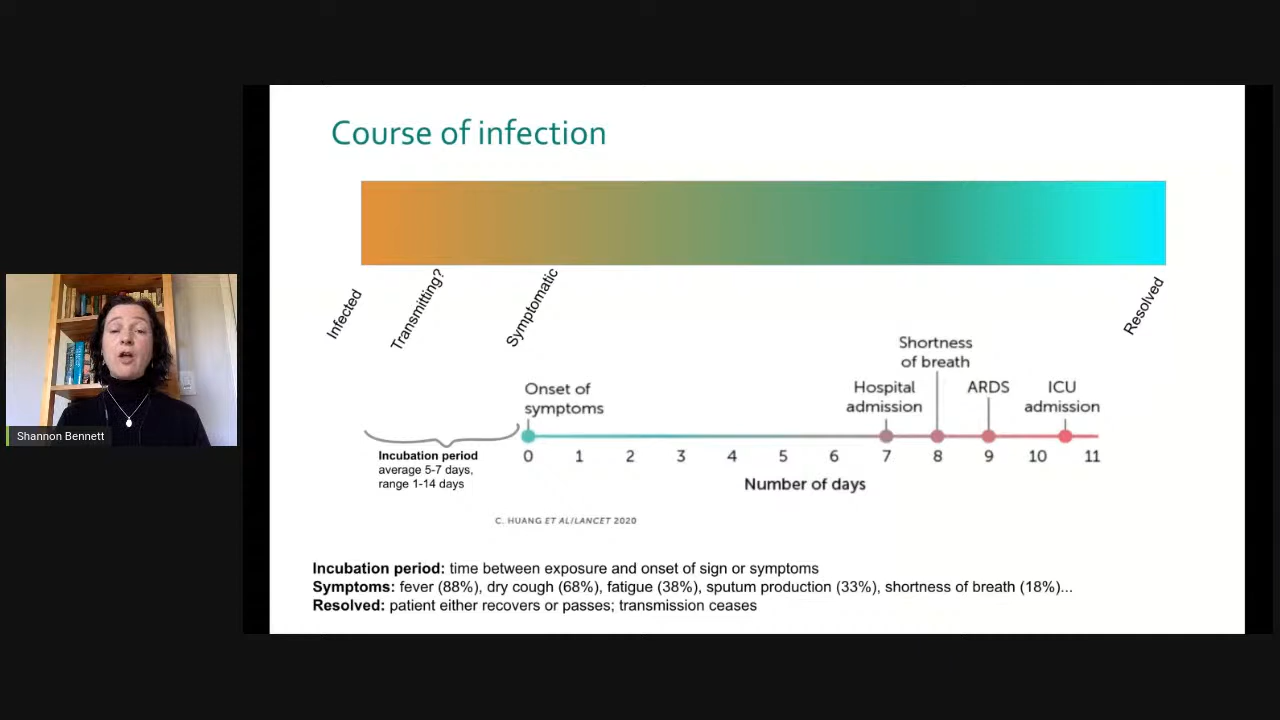 Course of infection
Infected
Transmitting?
Symptomatic
Resolved
Shortness
of breath
Onset of
symptoms
Hospital
admission
ARDS
ICU
admission
Incubation period
average 5-7 days,
range 1-14 days
0 1 2 3 4 5 6 7 8 9 10 11
Number of days
C. HUANG ET AL/LANCET 2020
Incubation period: time between exposure and onset of sign or symptoms
Symptoms: fever (88%), dry cough (68%), fatigue (38%), sputum production (33%), shortness of breath (18%)...
Resolved: patient either recovers or passes; transmission ceases
Shannon Bennett